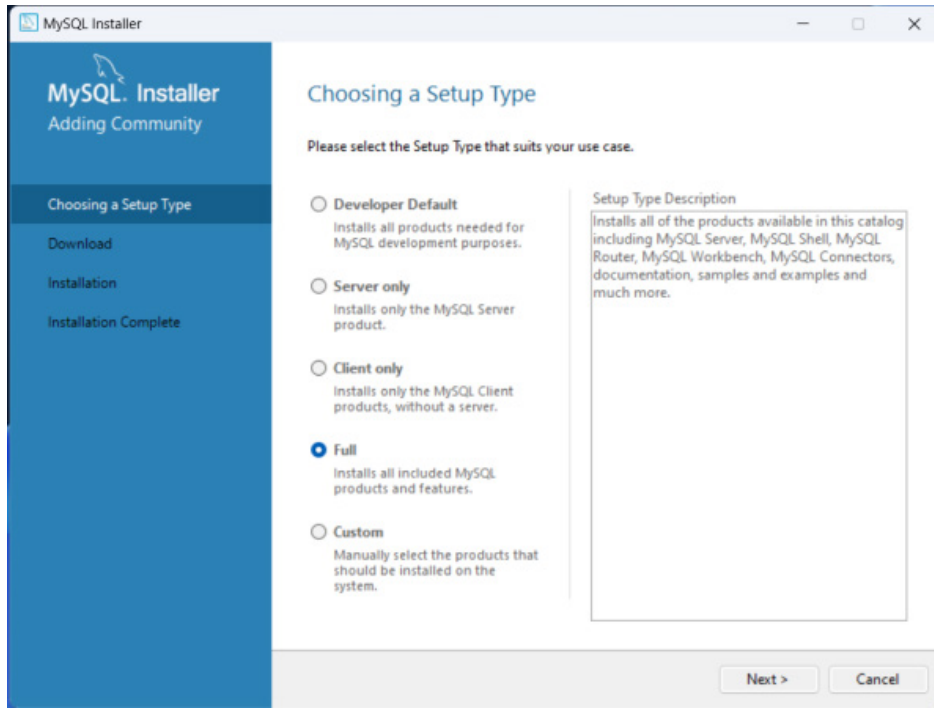 MySQL Installer
MySQL. Installer
Adding Community
Choosing a Setup Type
Download
Installation
Installation Complete
Choosing a Setup Type
Please select the Setup Type that suits your use case.
Developer Default
Installs all products needed for
MySQL development purposes.
Server only
Installs only the MySQL Server
product.
Client only
Installs only the MySQL Client
products, without a server.
Full
Installs all included MySQL
products and features.
Custom
Manually select the products that
should be installed on the
system.
Setup Type Description
Installs all of the products available in this catalog
including MySQL Server, MySQL Shell, MySQL
Router, MySQL Workbench, MySQL Connectors,
documentation, samples and examples and
much more.
Next >
Cancel